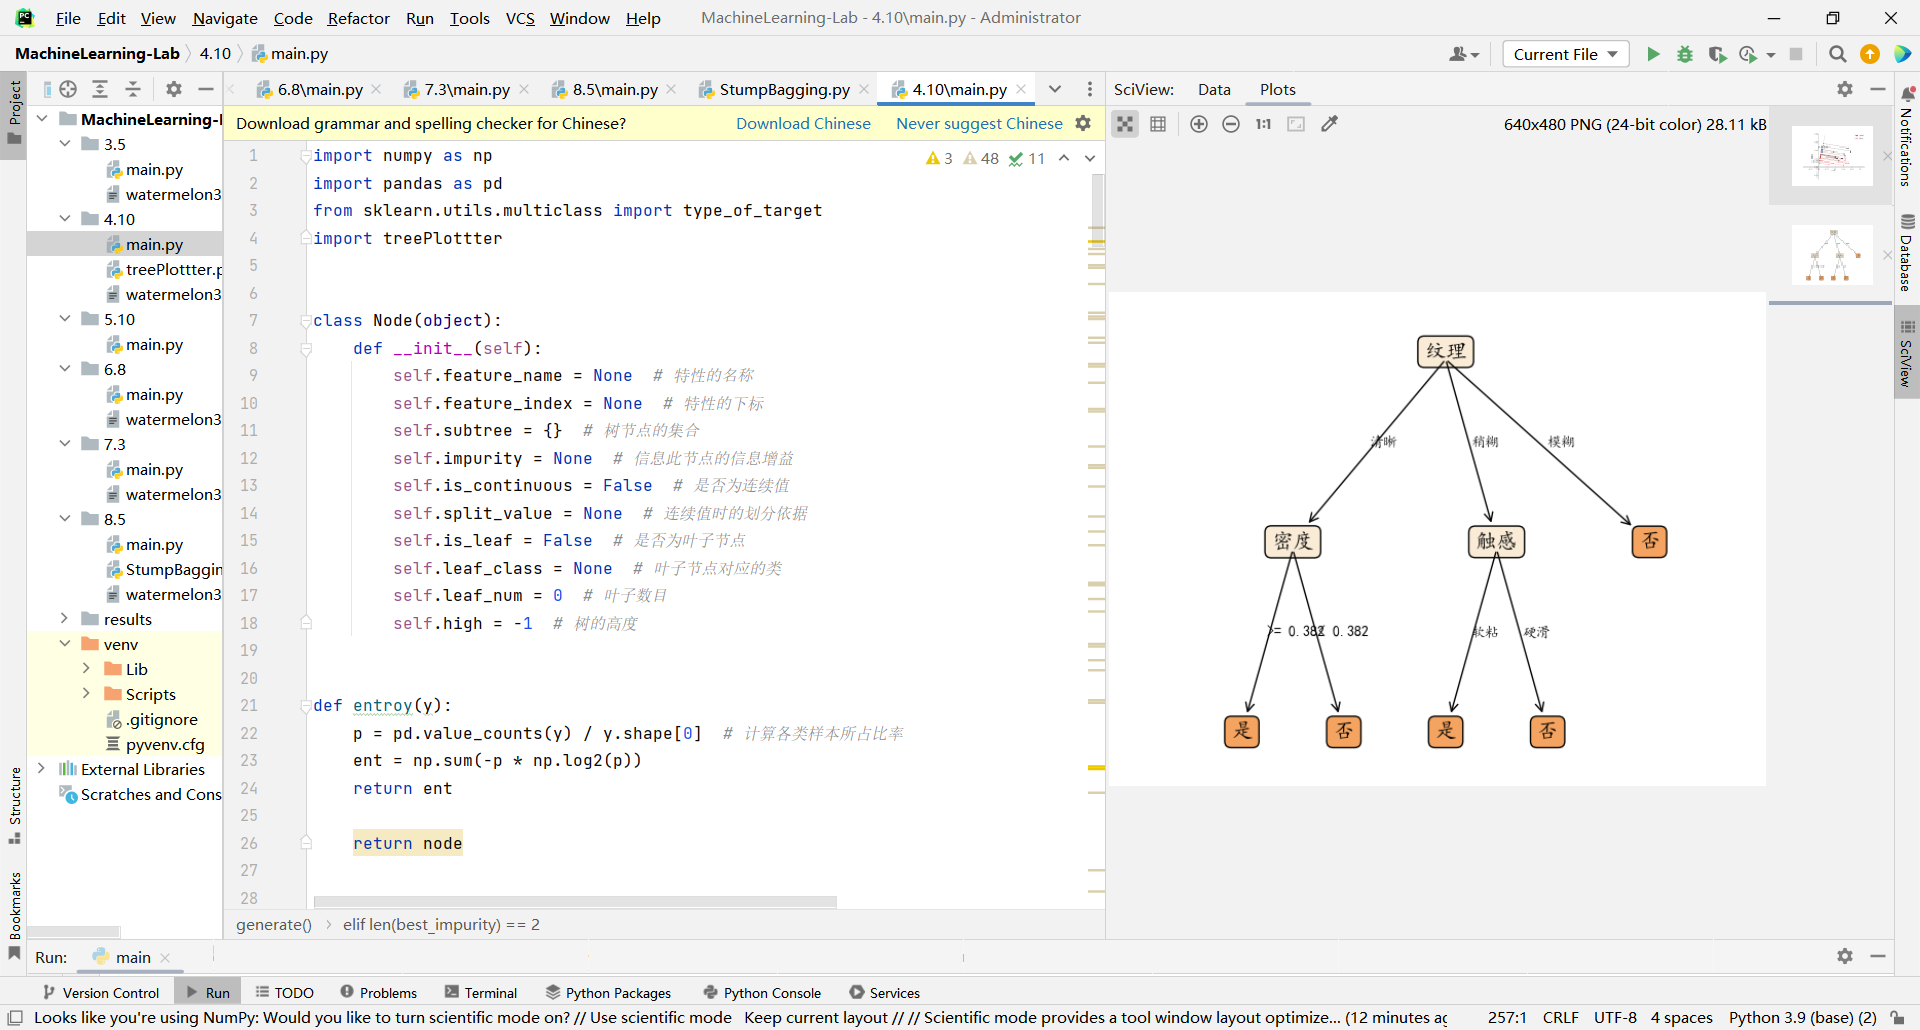 File Edit View Navigate Code Refactor Run Tools VCS Window Help MachineLearning-Lab - 4.10\main.py - Administrator
MachineLearning-Lab 4.10 main.py Current File
6.8\main.py 7.3\main.py 8.5\main.py StumpBagging.py 4.10\main.py SciView: Data Plots
Download grammar and spelling checker for Chinese? Download Chinese Never suggest Chinese 1:1 640x480 PNG (24-bit color) 28.11 kB
Project
Structure
Bookmarks
MachineLearning-
3.5
main.py
watermelon3
4.10
main.py
treePlottter.p
watermelon3
5.10
main.py
6.8
main.py
watermelon3
7.3
main.py
watermelon3
8.5
main.py
StumpBaggin
watermelon3
results
venv
Lib
Scripts
.gitignore
pyvenv.cfg
External Libraries
Scratches and Cons
3 48 11
1 import numpy as np
2 import pandas as pd
3 from sklearn.utils.multiclass import type_of_target
4 import treePlottter
5
6
7 class Node(object):
8 def __init__(self):
9 self.feature_name = None # 特性的名称
10 self.feature_index = None # 特性的下标
11 self.subtree = {} # 树节点的集合
12 self.impurity = None # 信息此节点的信息增益
13 self.is_continuous = False # 是否为连续值
14 self.split_value = None # 连续值时的划分依据
15 self.is_leaf = False # 是否为叶子节点
16 self.leaf_class = None # 叶子节点对应的类
17 self.leaf_num = 0 # 叶子数目
18 self.high = -1 # 树的高度
19
20
21 def entroy(y):
22 p = pd.value_counts(y) / y.shape[0] # 计算各类样本所占比率
23 ent = np.sum(-p * np.log2(p))
24 return ent
25
26 return node
27
28
generate() elif len(best_impurity) == 2
纹理
清晰 稍糊 模糊
密度 触感 否
>= 0.382 0.382 软粘 硬滑
是 否 是 否
Notifications
Database
SciView
Run: main
Version Control Run TODO Problems Terminal Python Packages Python Console Services
Looks like you're using NumPy: Would you like to turn scientific mode on? // Use scientific mode Keep current layout // // Scientific mode provides a tool window layout optimize... (12 minutes ag 257:1 CRLF UTF-8 4 spaces Python 3.9 (base) (2)